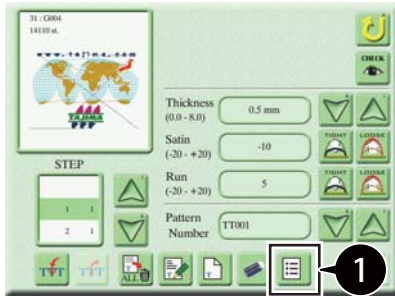 31 : G004
14110 st.
www.tajima.com
TAJIMA
CHECK
Thickness
(0.0 - 8.0)
0.5 mm
Satin
(-20 - +20)
-10
TIGHT
LOOSE
Run
(-20 - +20)
5
TIGHT
LOOSE
STEP
1 1
2 1
Pattern
Number
TT001
ALL
1